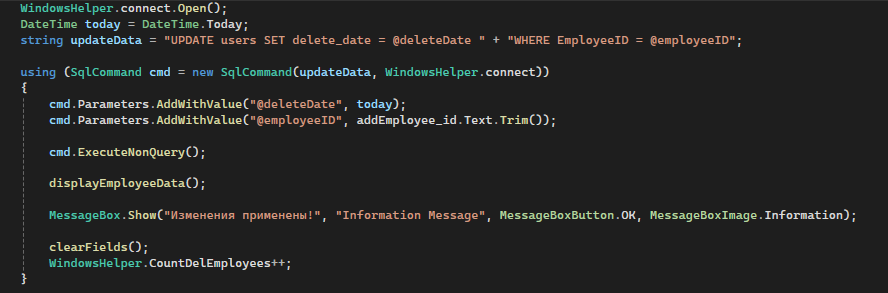 WindowsHelper.connect.Open();
DateTime today = DateTime.Today;
string updateData = "UPDATE users SET delete_date = @deleteDate " + "WHERE EmployeeID = @employeeID";
using (SqlCommand cmd = new SqlCommand(updateData, WindowsHelper.connect))
{
cmd.Parameters.AddWithValue("@deleteDate", today);
cmd.Parameters.AddWithValue("@employeeID", addEmployee_id.Text.Trim());
cmd.ExecuteNonQuery();
displayEmployeeData();
MessageBox.Show("Изменения применены!", "Information Message", MessageBoxButton.OK, MessageBoxImage.Information);
clearFields();
WindowsHelper.CountDelEmployees++;
}